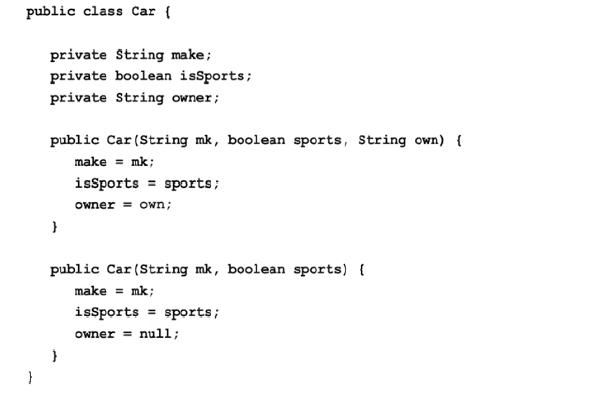 public class Car {
private String make;
private boolean isSports;
private String owner;
public Car(String mk, boolean sports, String own) {
make = mk;
isSports = sports;
owner = own;
}
public Car(String mk, boolean sports) {
make = mk;
isSports = sports;
owner = null;
}
}